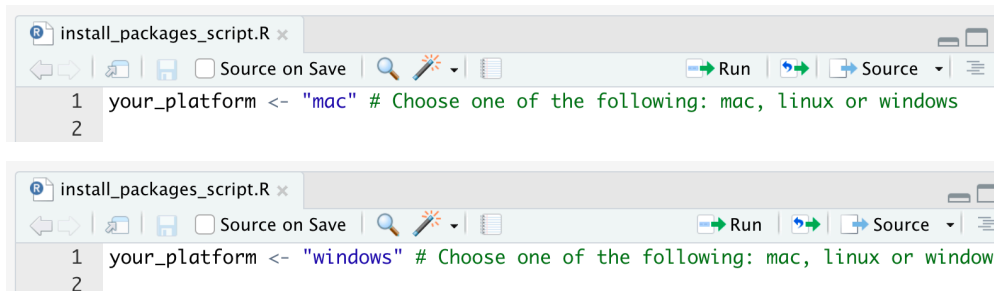 install_packages_script.R
Source on Save Run Source
1 your_platform <- "mac" # Choose one of the following: mac, linux or windows
2
install_packages_script.R
Source on Save Run Source
1 your_platform <- "windows" # Choose one of the following: mac, linux or window
2